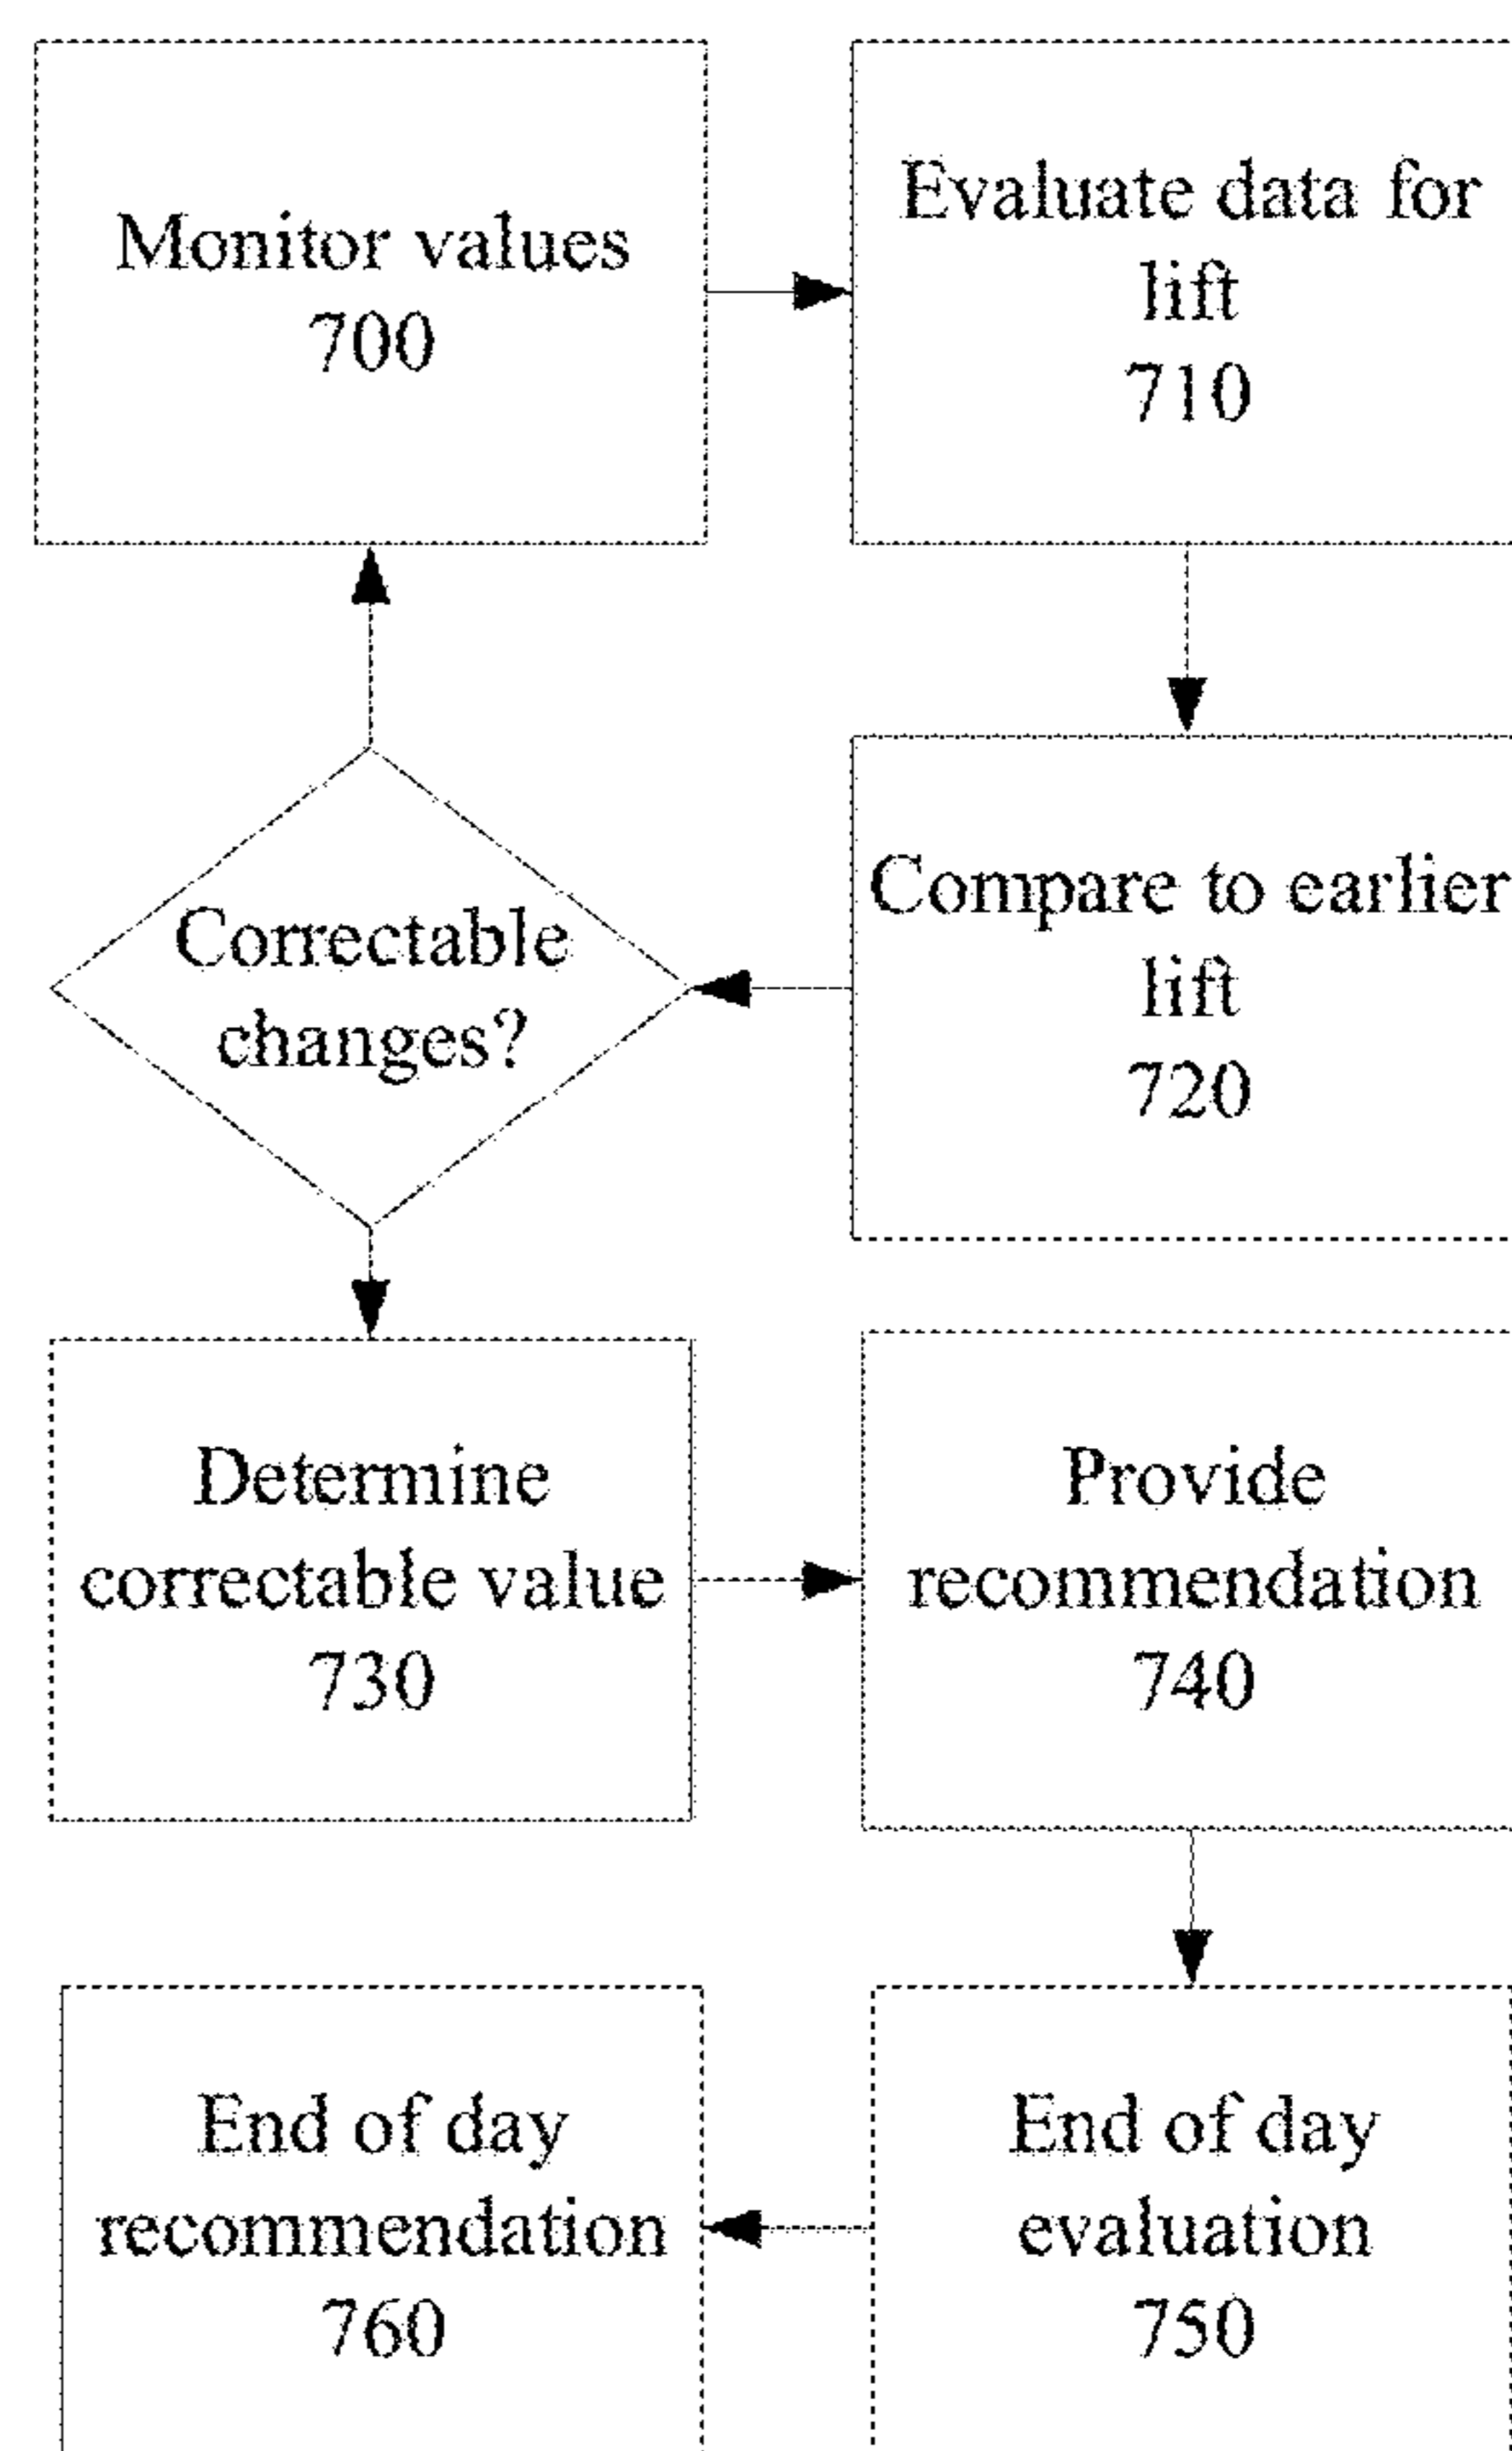 Monitor values
700
Evaluate data for
lift
710
Correctable
changes?
Compare to earlier
lift
720
Determine
correctable value
730
Provide
recommendation
740
End of day
recommendation
760
End of day
evaluation
750